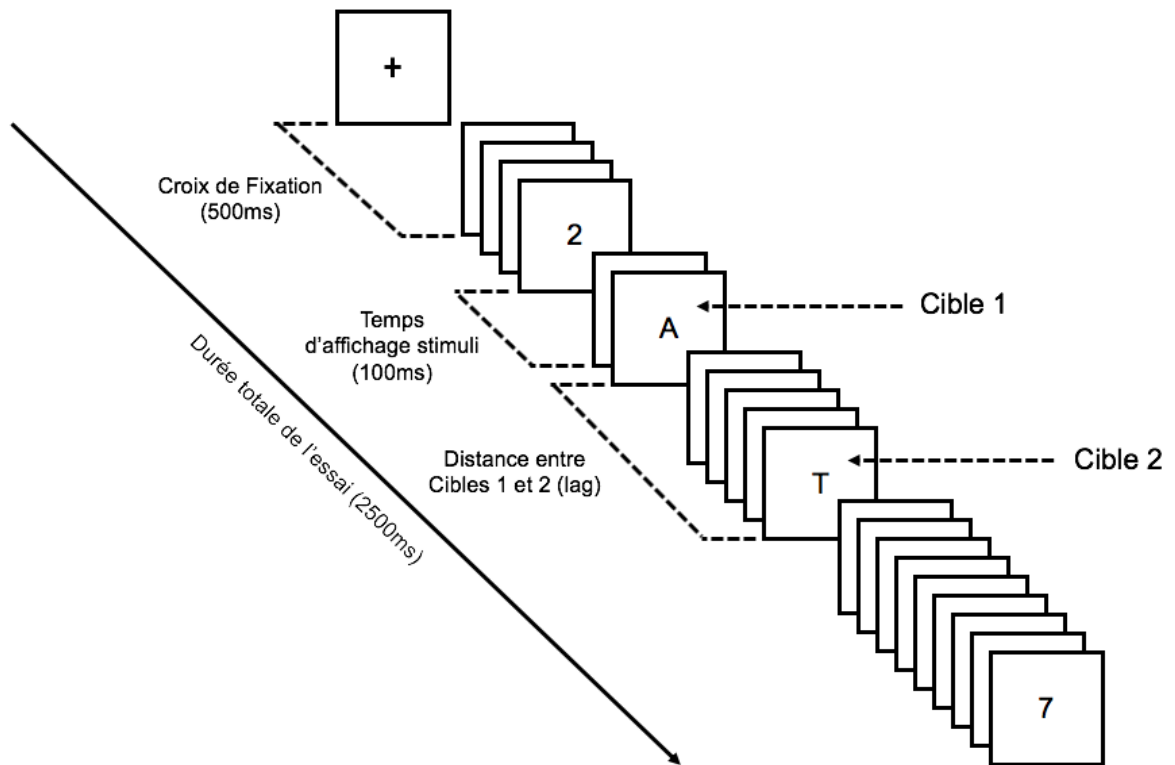 +
Croix de Fixation
(500ms)
2
Cible 1
A
Temps
d'affichage stimuli
(100ms)
Durée totale de l'essai (2500ms)
Distance entre
Cibles 1 et 2 (lag)
Cible 2
T
7